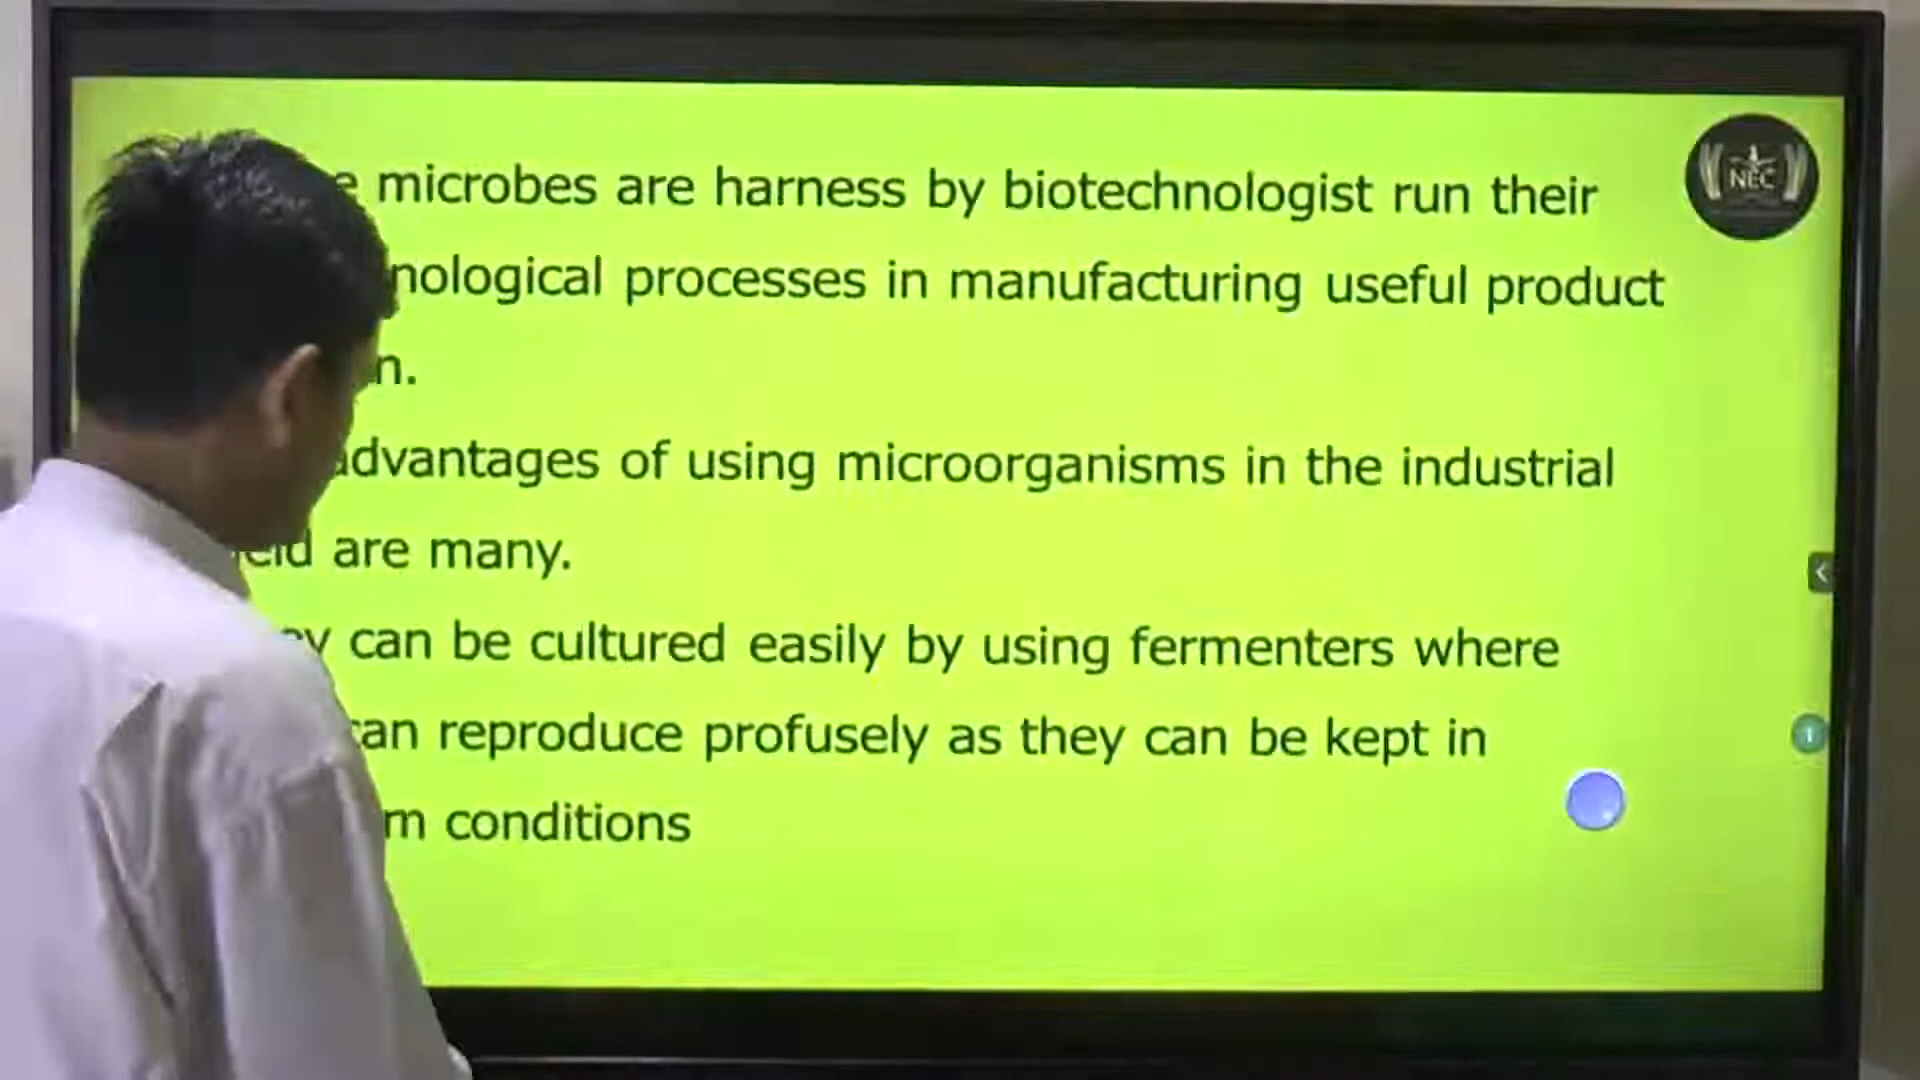 microbes are harness by biotechnologist run their
NEC
processes in manufacturing useful product
advantages of using microorganisms in the industrial
are many.
can be cultured easily by using fermenters where
can reproduce profusely as they can be kept in
conditions